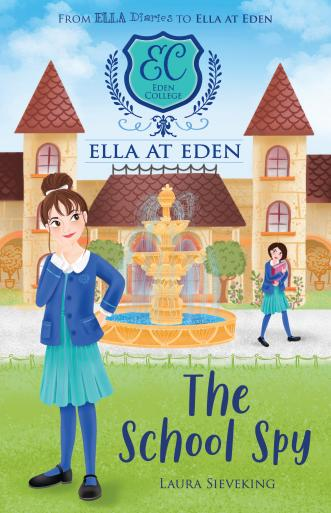 FROM ELLA Diaries TO ELLA AT EDEN
EC
EDEN
COLLEGE
ELLA AT EDEN
The
School Spy
LAURA SIEVEKING